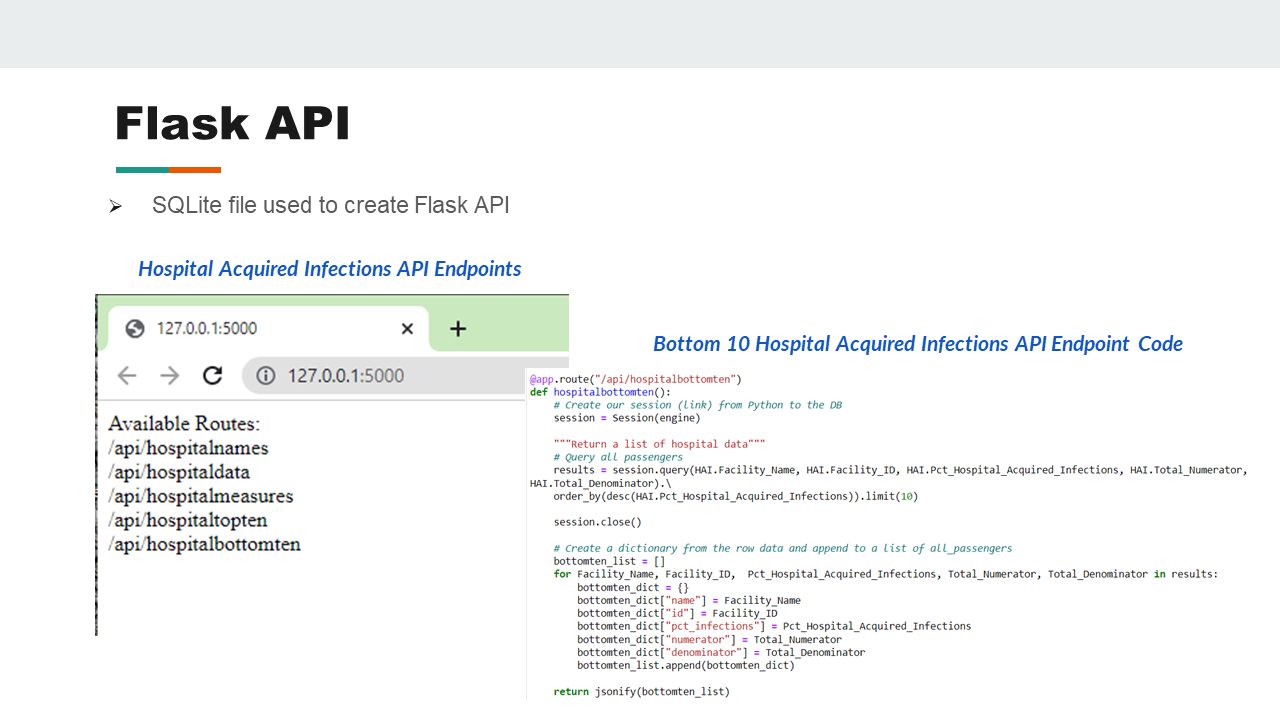 Flask API
SQLite file used to create Flask API
Hospital Acquired Infections API Endpoints
127.0.0.1:5000
127.0.0.1:5000
Available Routes:
/api/hospitalnames
/api/hospitaldata
/api/hospitalmeasures
/api/hospitaltopten
/api/hospitalbottomten
Bottom 10 Hospital Acquired Infections API Endpoint Code
@app.route("/api/hospitalbottomten")
def hospitalbottomten():
    # Create our session (link) from Python to the DB
    session = Session(engine)
    """Return a list of hospital data"""
    # Query all passengers
    results = session.query(HAI.Facility_Name, HAI.Facility_ID, HAI.Pct_Hospital_Acquired_Infections, HAI.Total_Numerator,
HAI.Total_Denominator).\
    order_by(desc(HAI.Pct_Hospital_Acquired_Infections)).limit(10)
    session.close()
    # Create a dictionary from the row data and append to a list of all_passengers
    bottomten_list = []
    for Facility_Name, Facility_ID,  Pct_Hospital_Acquired_Infections, Total_Numerator, Total_Denominator in results:
        bottomten_dict = {}
        bottomten_dict["name"] = Facility_Name
        bottomten_dict["id"] = Facility_ID
        bottomten_dict["pct_infections"] = Pct_Hospital_Acquired_Infections
        bottomten_dict["numerator"] = Total_Numerator
        bottomten_dict["denominator"] = Total_Denominator
        bottomten_list.append(bottomten_dict)
    return jsonify(bottomten_list)